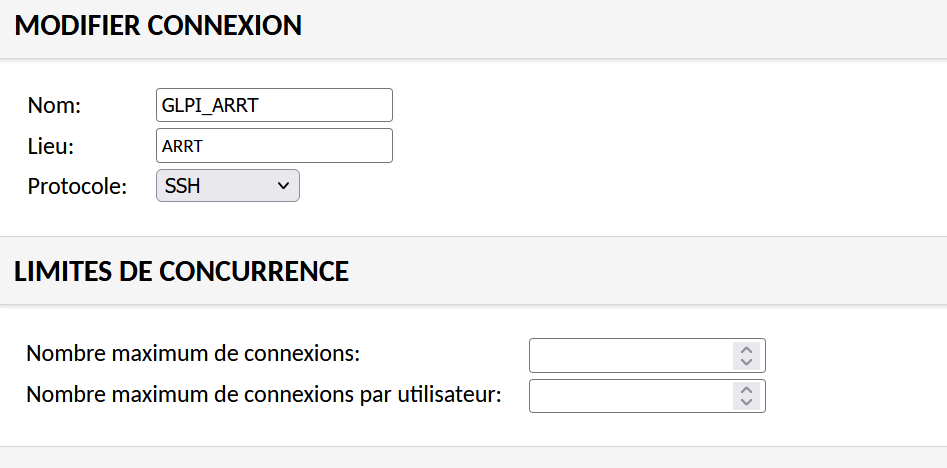 MODIFIER CONNEXION
Nom: GLPI_ARRT
Lieu: ARRT
Protocole: SSH
LIMITES DE CONCURRENCE
Nombre maximum de connexions:
Nombre maximum de connexions par utilisateur: